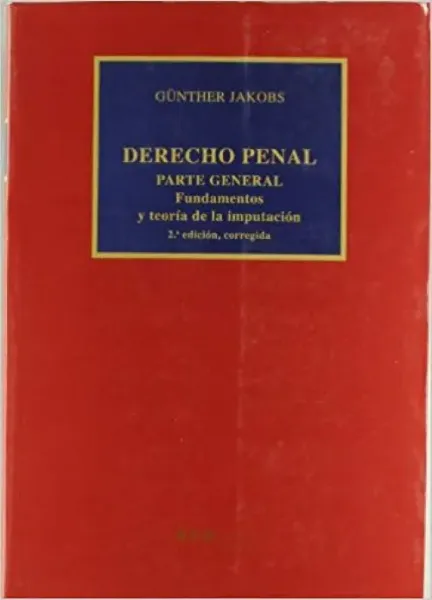 GÜNTHER JAKOBS
DERECHO PENAL
PARTE GENERAL
Fundamentos
y teoría de la imputación
2.ª edición, corregida